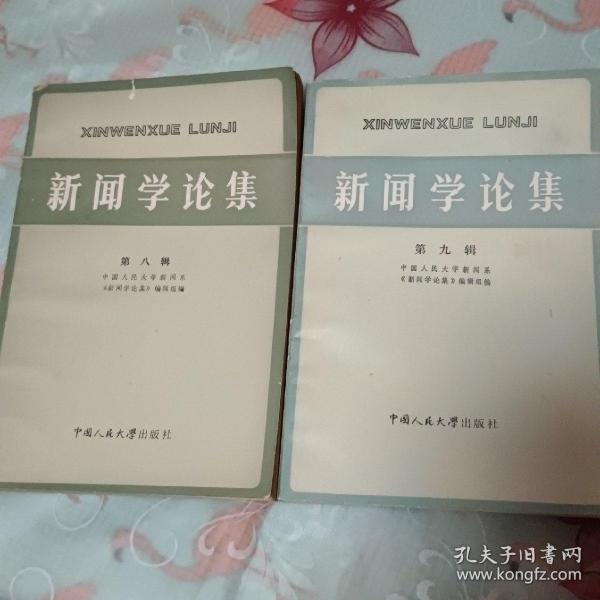 XINWENXUE LUNJI
新闻学论集
第八辑
中国人民大学新闻系
《新闻学论集》编辑组编
中国人民大学出版社
XINWENXUE LUNJI
新闻学论集
第九辑
中国人民大学新闻系
《新闻学论集》编辑组编
中国人民大学出版社
孔夫子旧书网
www.kongfz.com